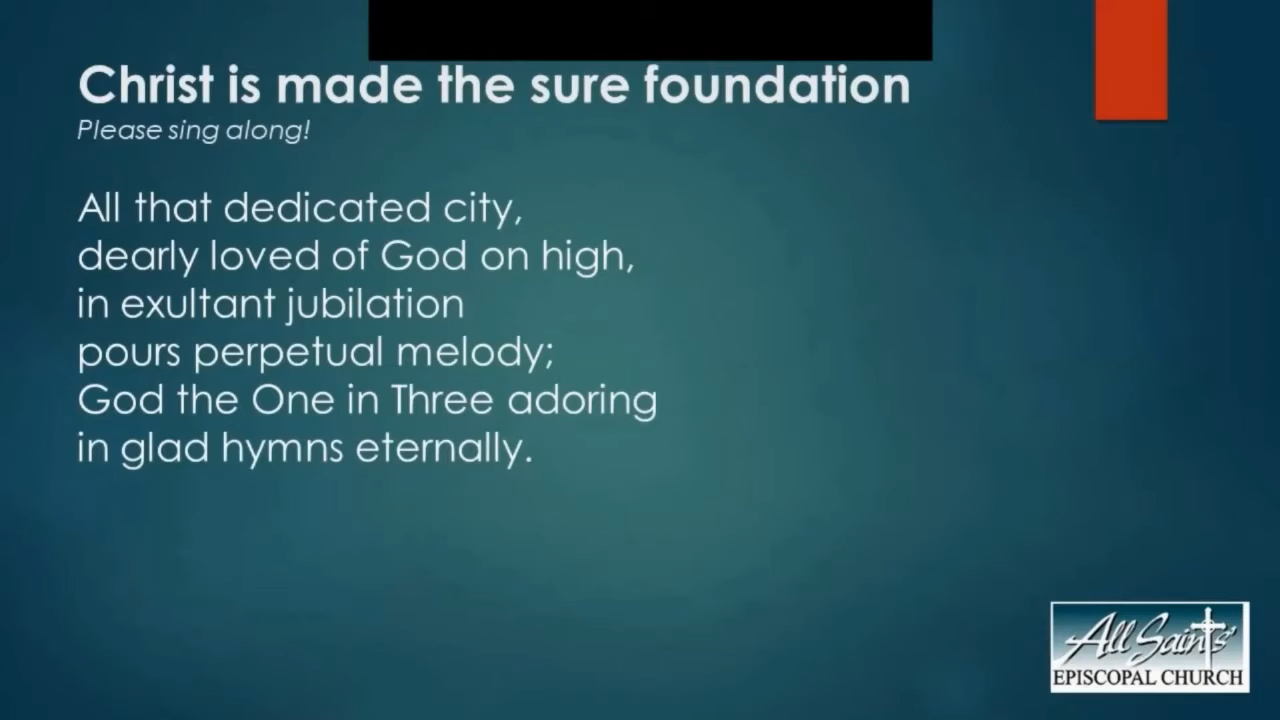 Christ is made the sure foundation
Please sing along!
All that dedicated city,
dearly loved of God on high,
in exultant jubilation
pours perpetual melody;
God the One in Three adoring
in glad hymns eternally.
All Saints'
EPISCOPAL CHURCH